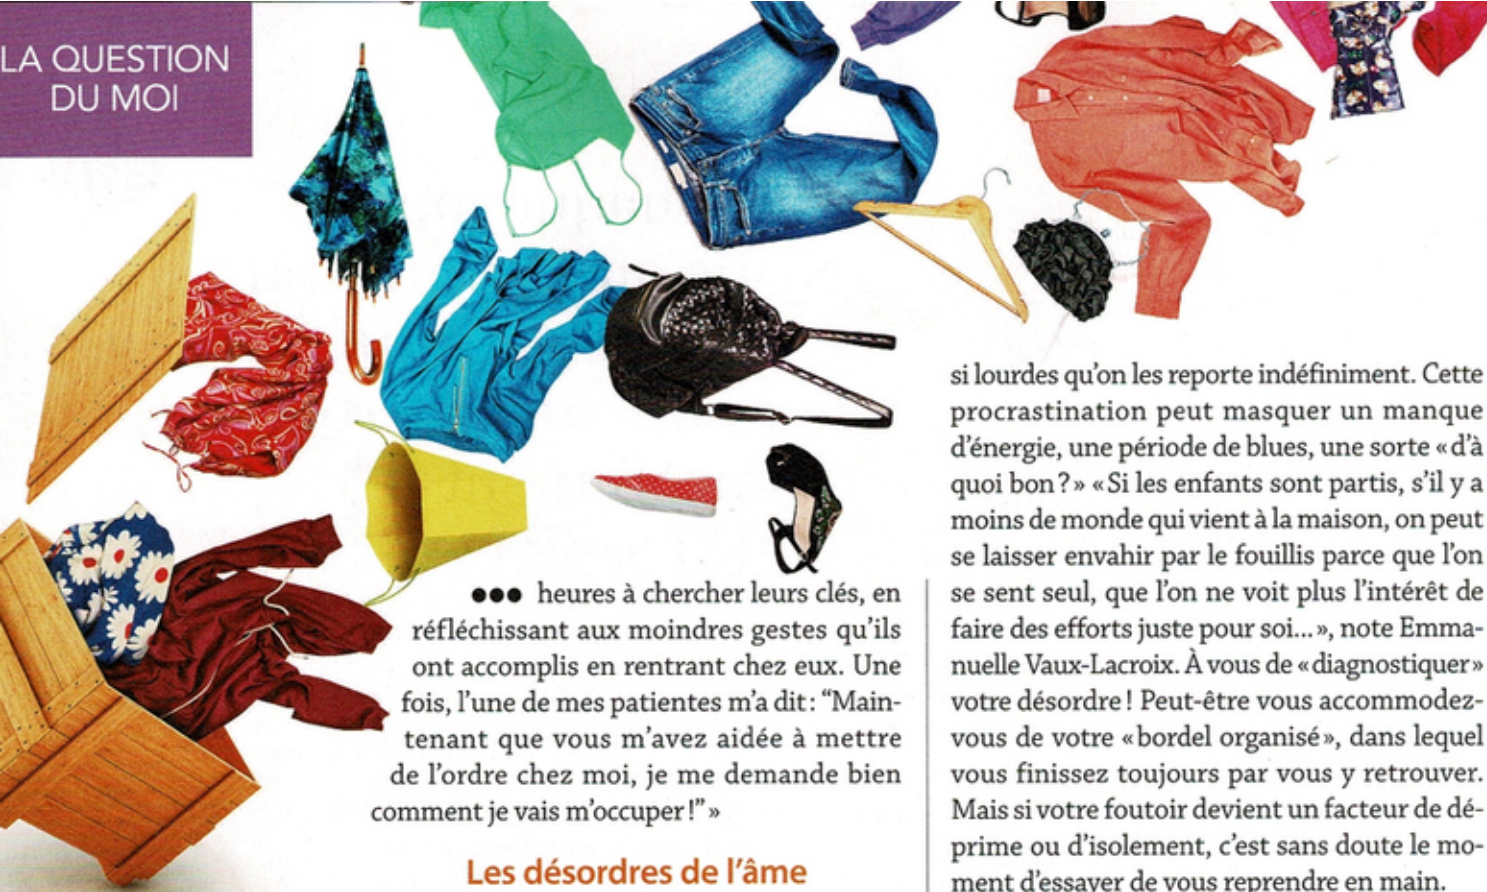 LA QUESTION
DU MOI
●●● heures à chercher leurs clés, en
réfléchissant aux moindres gestes qu'ils
ont accomplis en rentrant chez eux. Une
fois, l'une de mes patientes m'a dit : “Main-
tenant que vous m'avez aidée à mettre
de l'ordre chez moi, je me demande bien
comment je vais m'occuper !” »
Les désordres de l'âme
si lourdes qu'on les reporte indéfiniment. Cette
procrastination peut masquer un manque
d'énergie, une période de blues, une sorte « d'à
quoi bon ? » « Si les enfants sont partis, s'il y a
moins de monde qui vient à la maison, on peut
se laisser envahir par le fouillis parce que l'on
se sent seul, que l'on ne voit plus l'intérêt de
faire des efforts juste pour soi... », note Emma-
nuelle Vaux-Lacroix. À vous de « diagnostiquer »
votre désordre ! Peut-être vous accommodez-
vous de votre « bordel organisé », dans lequel
vous finissez toujours par vous y retrouver.
Mais si votre foutoir devient un facteur de dé-
prime ou d'isolement, c'est sans doute le mo-
ment d'essayer de vous reprendre en main.